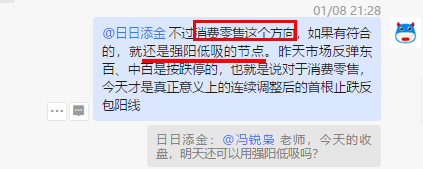 01/08 21:28
@日日添金 不过消费零售这个方向，如果有符合
的，就还是强阳低吸的节点。昨天市场反弹东
百、中百是按跌停的，也就是说对于消费零售，
今天才是真正意义上的连续调整后的首根止跌反
包阳线
日日添金：@冯锐枭 老师，今天的收
盘，明天还可以用强阳低吸吗？